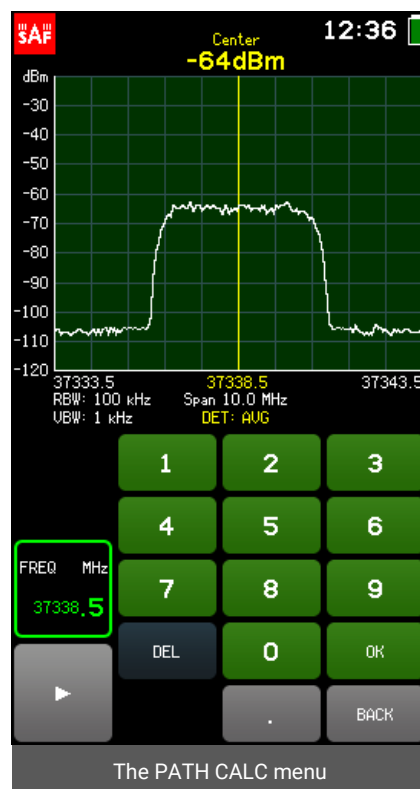 SAF
Center
12:36
-64dBm
dBm
-30
-40
-50
-60
-70
-80
-90
-100
-110
-120
37333.5 37338.5 37343.5
RBW: 100 kHz Span 10.0 MHz
VBW: 1 kHz DET: AVG
1 2 3
4 5 6
FREQ MHz
37338.5
7 8 9
DEL 0 OK
. BACK
The PATH CALC menu